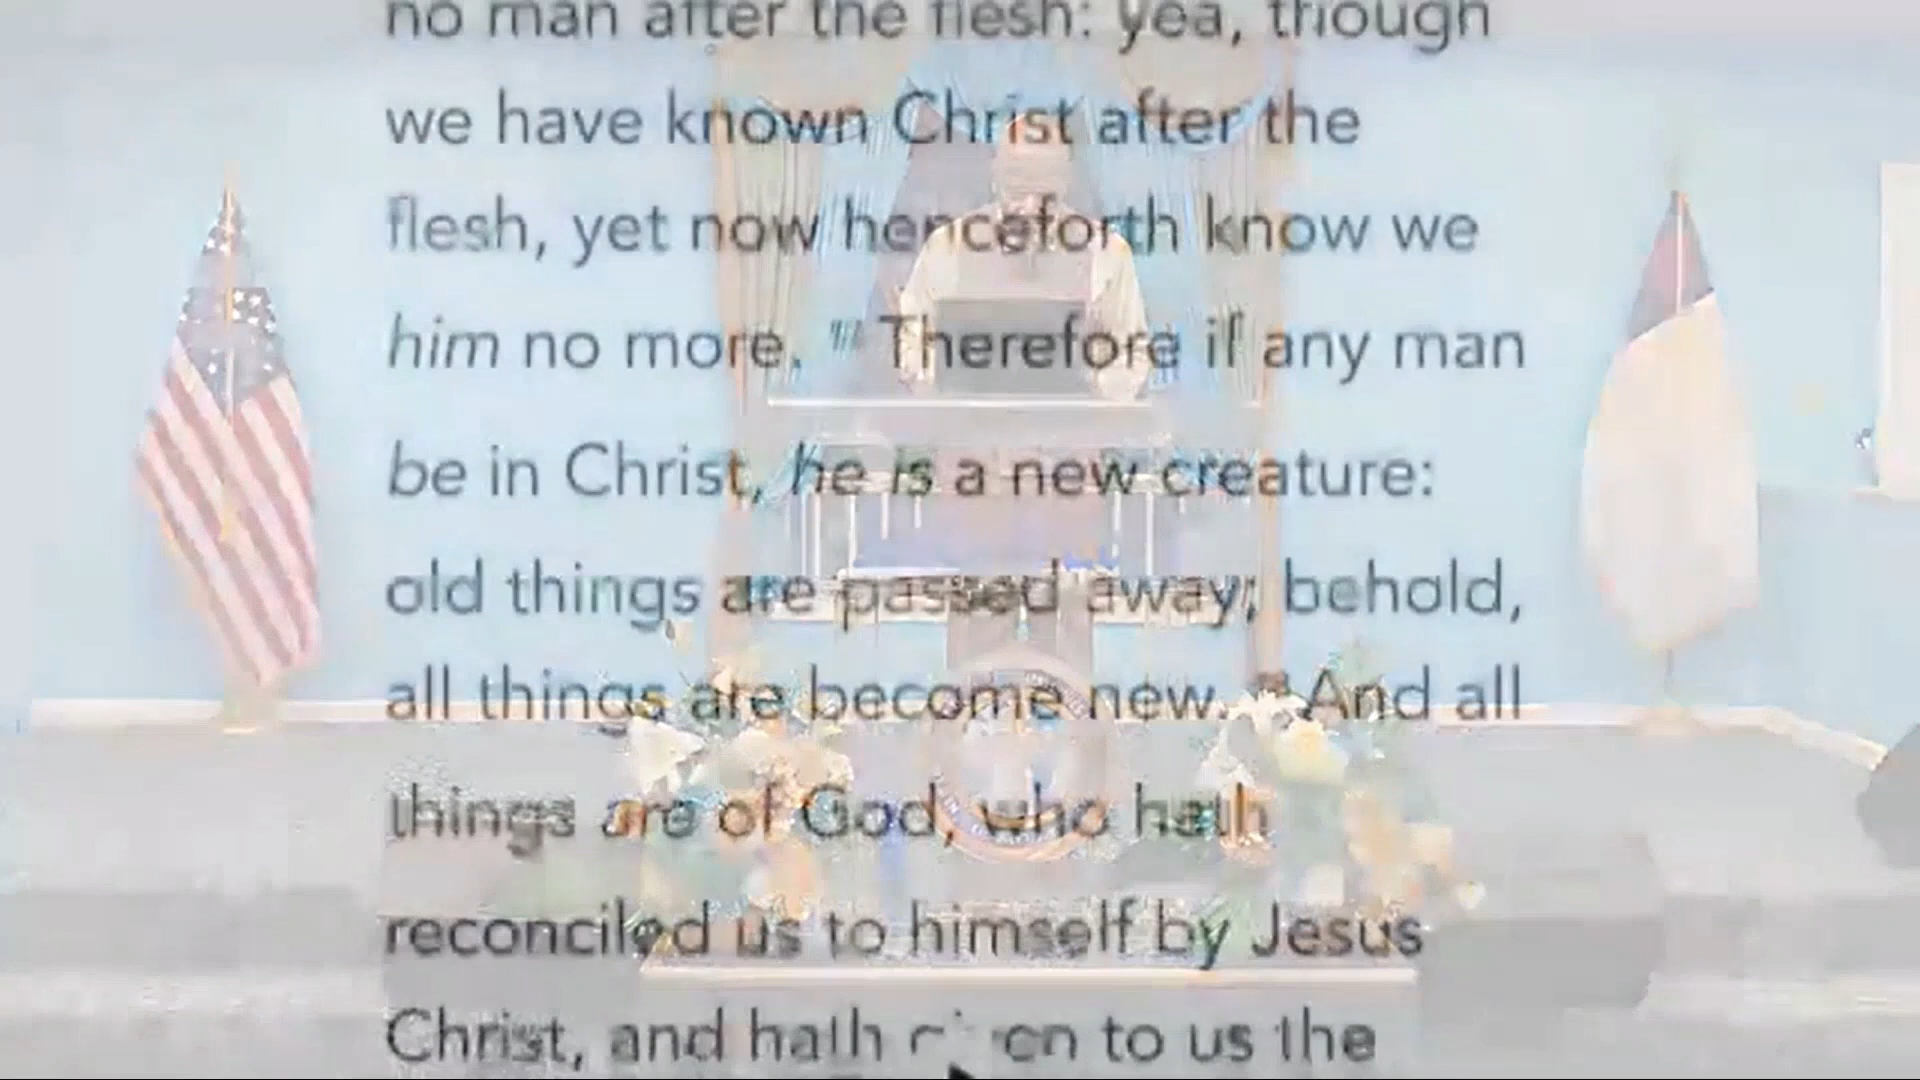 no man after the flesh: yea, though
we have known Christ after the
flesh, yet now henceforth know we
him no more. Therefore if any man
be in Christ, he is a new creature:
old things are passed away; behold,
all things are become new. And all
things are of God, who hath
reconciled us to himself by Jesus
Christ, and hath to us the